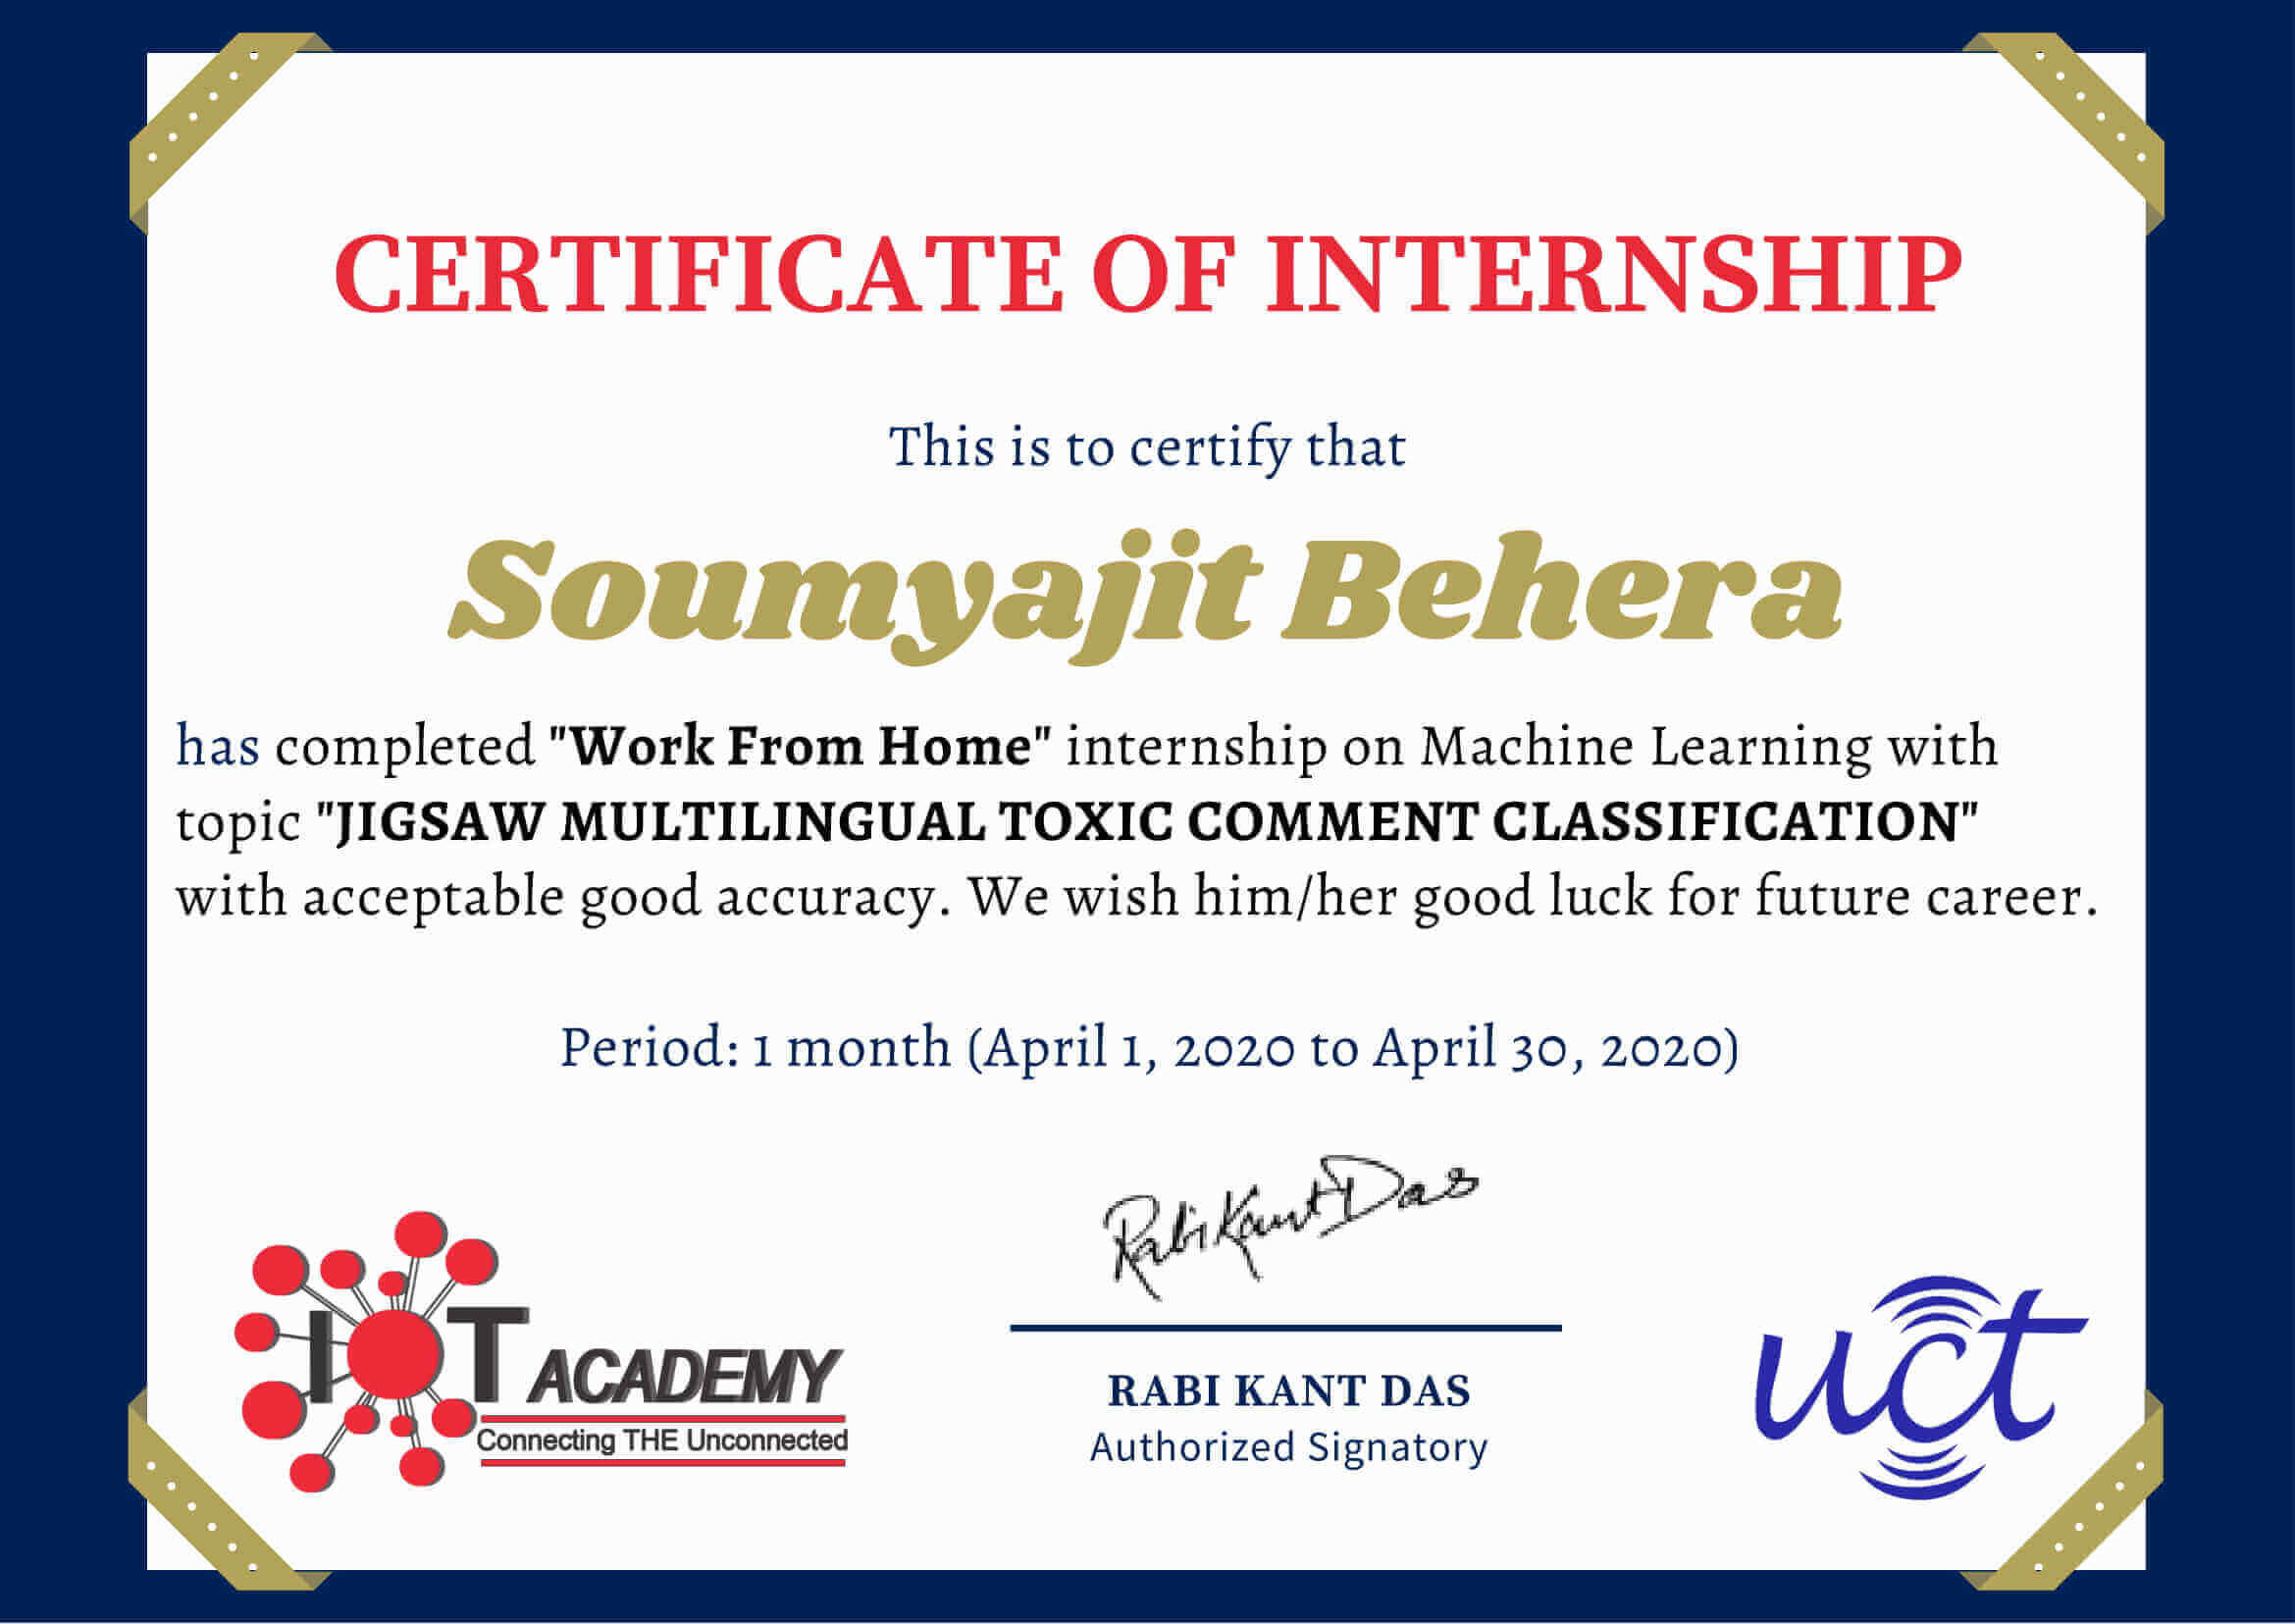 CERTIFICATE OF INTERNSHIP
This is to certify that
Soumyajit Behera
has completed "Work From Home" internship on Machine Learning with
topic "JIGSAW MULTILINGUAL TOXIC COMMENT CLASSIFICATION"
with acceptable good accuracy. We wish him/her good luck for future career.
Period: 1 month (April 1, 2020 to April 30, 2020)
Rabi Kant Das
RABI KANT DAS
Authorized Signatory
IOT ACADEMY
Connecting THE Unconnected
uct